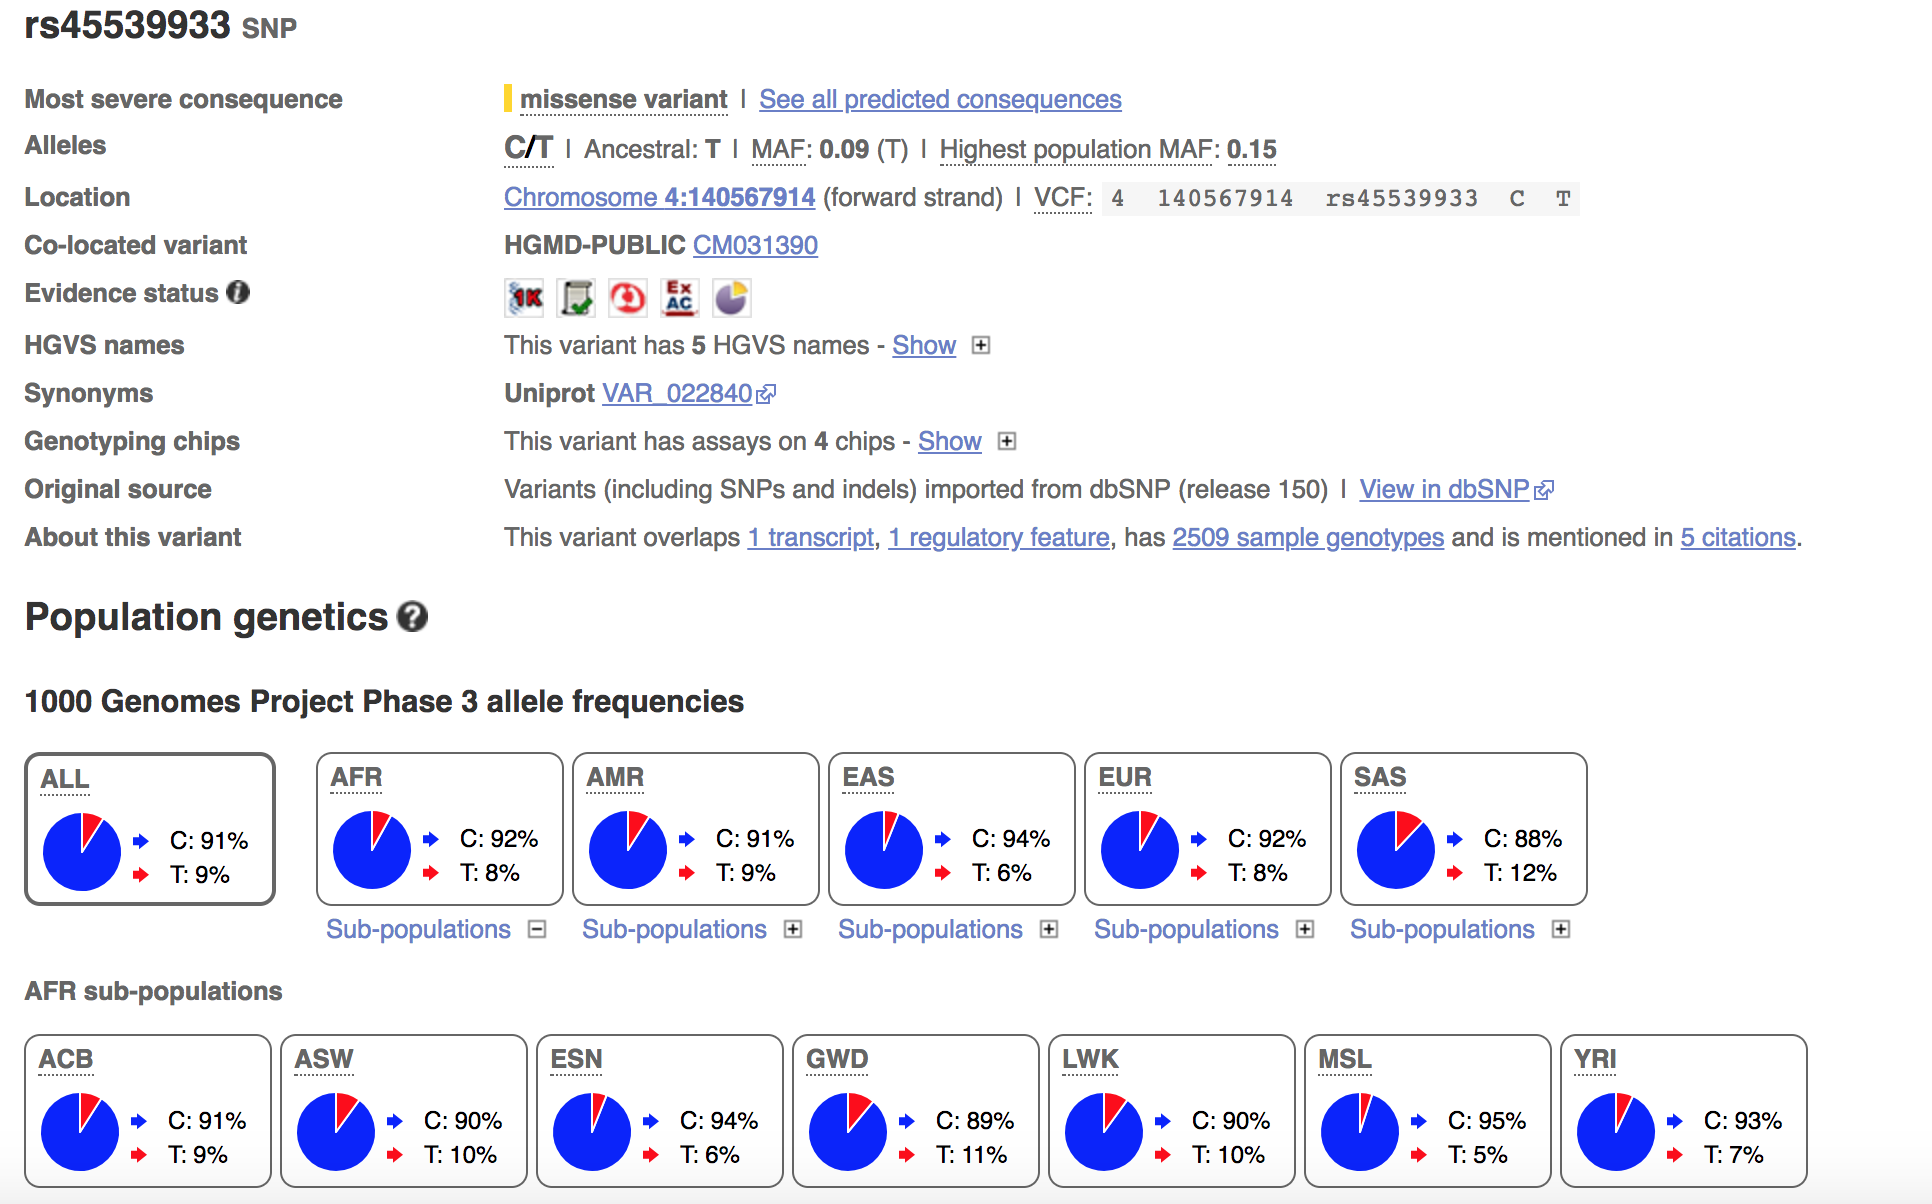 rs45539933 SNP
Most severe consequence missense variant | See all predicted consequences
Alleles C/T | Ancestral: T | MAF: 0.09 (T) | Highest population MAF: 0.15
Location Chromosome 4:140567914 (forward strand) | VCF: 4 140567914 rs45539933 C T
Co-located variant HGMD-PUBLIC CM031390
Evidence status i 1K Ex AC
HGVS names This variant has 5 HGVS names - Show
Synonyms Uniprot VAR_022840
Genotyping chips This variant has assays on 4 chips - Show
Original source Variants (including SNPs and indels) imported from dbSNP (release 150) | View in dbSNP
About this variant This variant overlaps 1 transcript, 1 regulatory feature, has 2509 sample genotypes and is mentioned in 5 citations.
Population genetics ?
1000 Genomes Project Phase 3 allele frequencies
ALL AFR AMR EAS EUR SAS
C: 91% C: 92% C: 91% C: 94% C: 92% C: 88%
T: 9% T: 8% T: 9% T: 6% T: 8% T: 12%
Sub-populations Sub-populations Sub-populations Sub-populations Sub-populations
AFR sub-populations
ACB ASW ESN GWD LWK MSL YRI
C: 91% C: 90% C: 94% C: 89% C: 90% C: 95% C: 93%
T: 9% T: 10% T: 6% T: 11% T: 10% T: 5% T: 7%